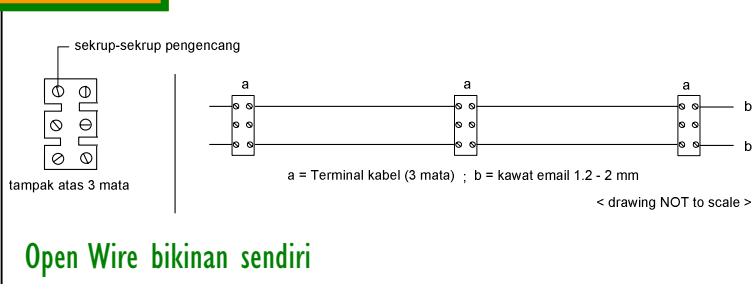 sekrup-sekrup pengencang
a
a
a
b
b
tampak atas 3 mata
a = Terminal kabel (3 mata) ; b = kawat email 1.2 - 2 mm
< drawing NOT to scale >
Open Wire bikinan sendiri